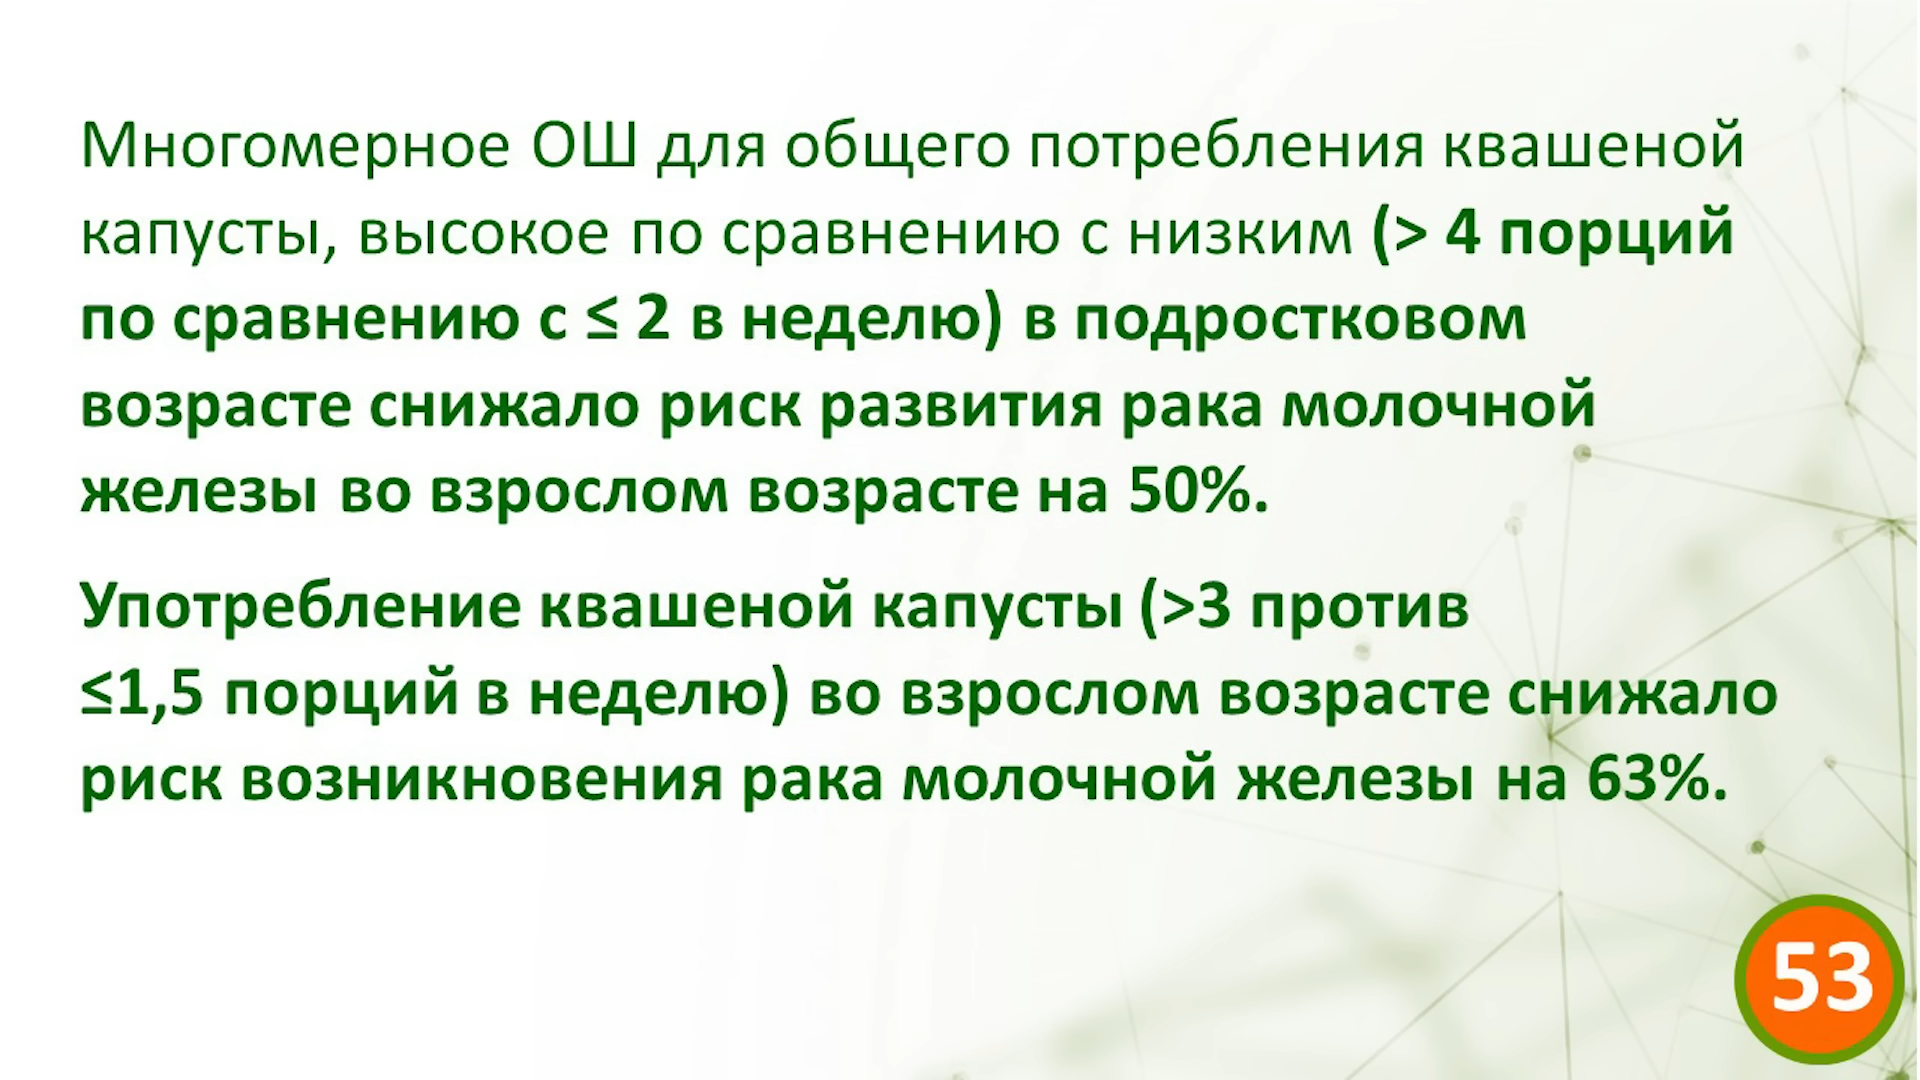 Многомерное ОШ для общего потребления квашеной
капусты, высокое по сравнению с низким (> 4 порций
по сравнению с ≤ 2 в неделю) в подростковом
возрасте снижало риск развития рака молочной
железы во взрослом возрасте на 50%.
Употребление квашеной капусты (>3 против
≤1,5 порций в неделю) во взрослом возрасте снижало
риск возникновения рака молочной железы на 63%.
53